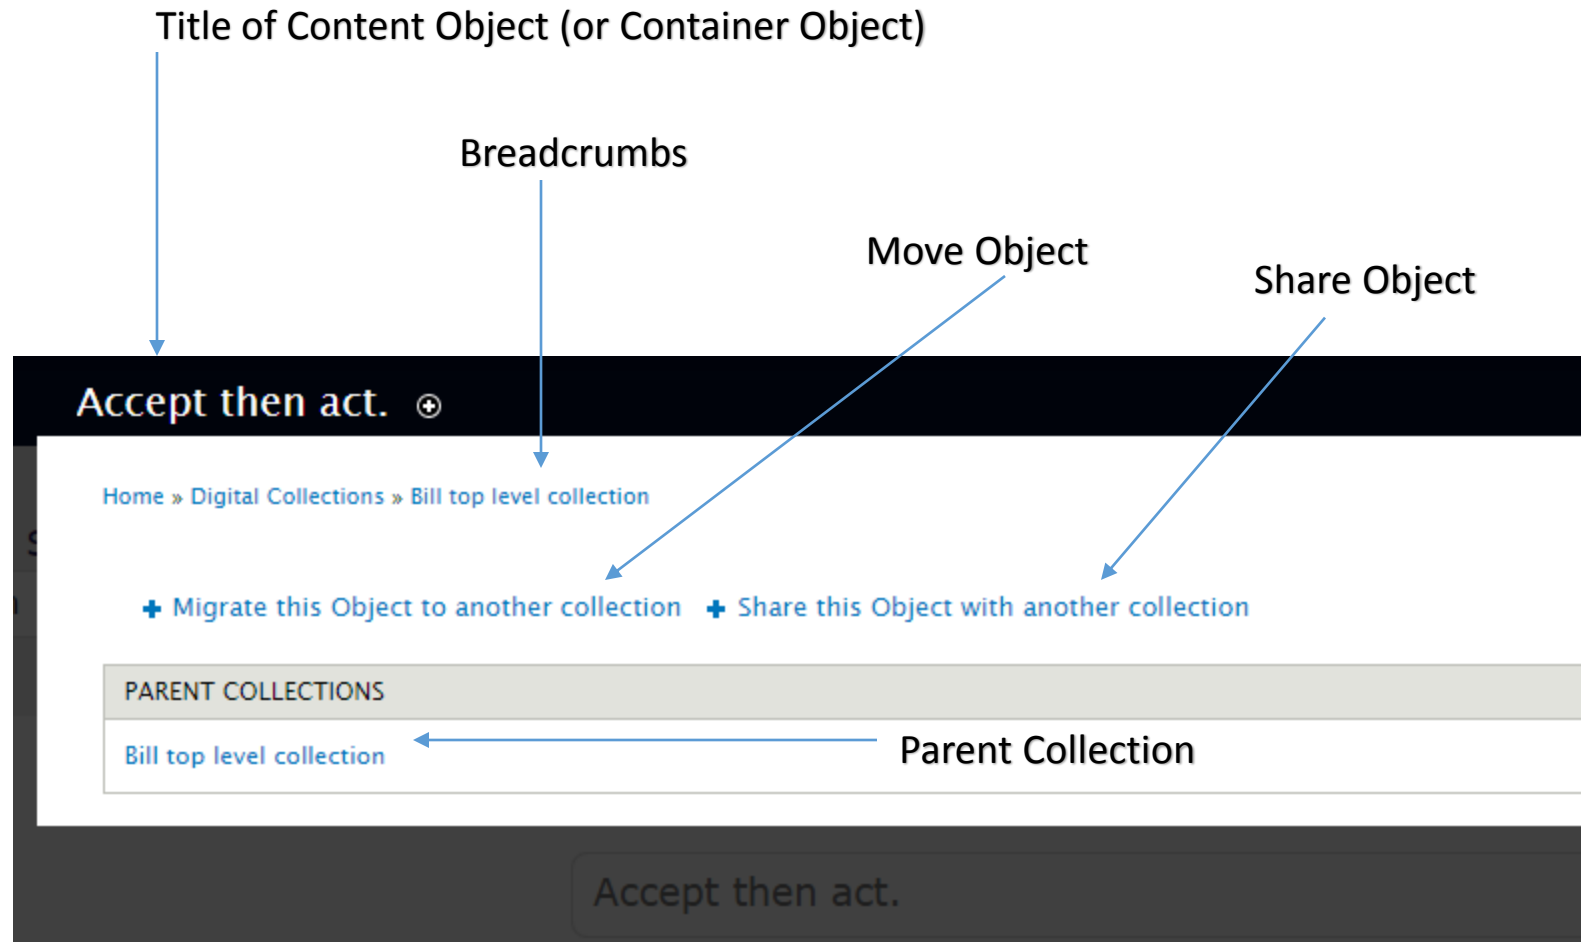 Title of Content Object (or Container Object)
Breadcrumbs
Move Object
Share Object
Accept then act.
Home » Digital Collections » Bill top level collection
Migrate this Object to another collection Share this Object with another collection
PARENT COLLECTIONS
Bill top level collection
Parent Collection
Accept then act.